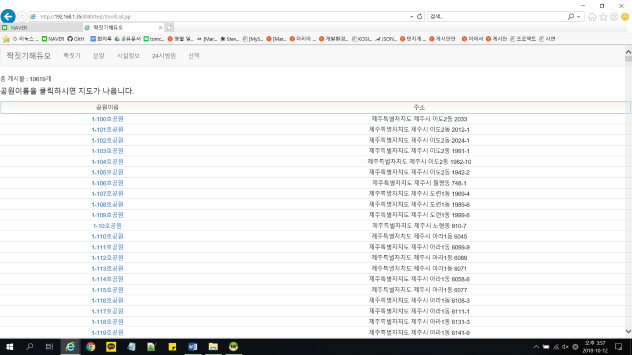 NAVER
짝짓기해듀오
검색...
NAVER
GitH
회의록
공유문서
짝짓기해듀오
짝짓기
분양
시설정보
24시병원
산책
총 게시물 : 10619개
공원이름을 클릭하시면 지도가 나옵니다.
공원이름 주소
1-100호공원 제주특별자치도 제주시 이도2동 2033
1-101호공원 제주특별자치도 제주시 이도2동 2012-1
1-102호공원 제주특별자치도 제주시 이도2동 2024-1
1-103호공원 제주특별자치도 제주시 이도2동 1991-1
1-104호공원 제주특별자치도 제주시 이도2동 1982-10
1-105호공원 제주특별자치도 제주시 이도2동 1942-2
1-106호공원 제주특별자치도 제주시 월평동 748-1
1-107호공원 제주특별자치도 제주시 도련1동 1969-4
1-108호공원 제주특별자치도 제주시 도련1동 1989-6
1-109호공원 제주특별자치도 제주시 도련1동 1999-6
1-10호공원 제주특별자치도 제주시 노형동 910-7
1-110호공원 제주특별자치도 제주시 아라1동 6045
1-111호공원 제주특별자치도 제주시 아라1동 6099-9
1-112호공원 제주특별자치도 제주시 아라1동 6089
1-113호공원 제주특별자치도 제주시 아라1동 6071
1-114호공원 제주특별자치도 제주시 아라1동 6058-6
1-115호공원 제주특별자치도 제주시 아라1동 6077
1-116호공원 제주특별자치도 제주시 아라1동 6108-3
1-117호공원 제주특별자치도 제주시 아라1동 6111-1
1-118호공원 제주특별자치도 제주시 아라1동 6131-3
1-119호공원 제주특별자치도 제주시 아라1동 6141-9
오후 3:57
2018-10-12